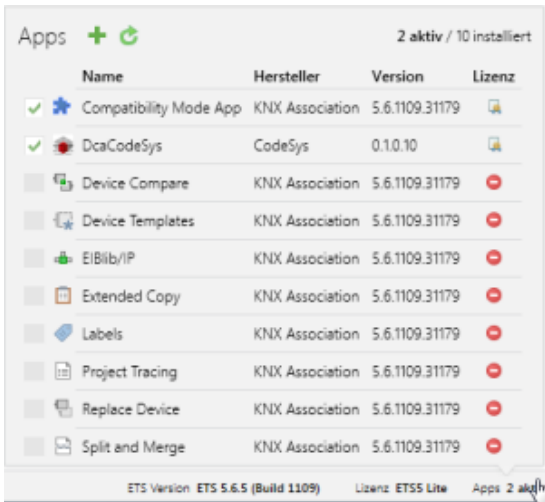 Apps 2 aktiv / 10 installiert
Name Hersteller Version Lizenz
Compatibility Mode App KNX Association 5.6.1109.31179
DcaCodeSys CodeSys 0.1.0.10
Device Compare KNX Association 5.6.1109.31179
Device Templates KNX Association 5.6.1109.31179
EIBlib/IP KNX Association 5.6.1109.31179
Extended Copy KNX Association 5.6.1109.31179
Labels KNX Association 5.6.1109.31179
Project Tracing KNX Association 5.6.1109.31179
Replace Device KNX Association 5.6.1109.31179
Split and Merge KNX Association 5.6.1109.31179
ETS Version ETS 5.6.5 (Build 1109) Lizenz ETS5 Lite Apps 2